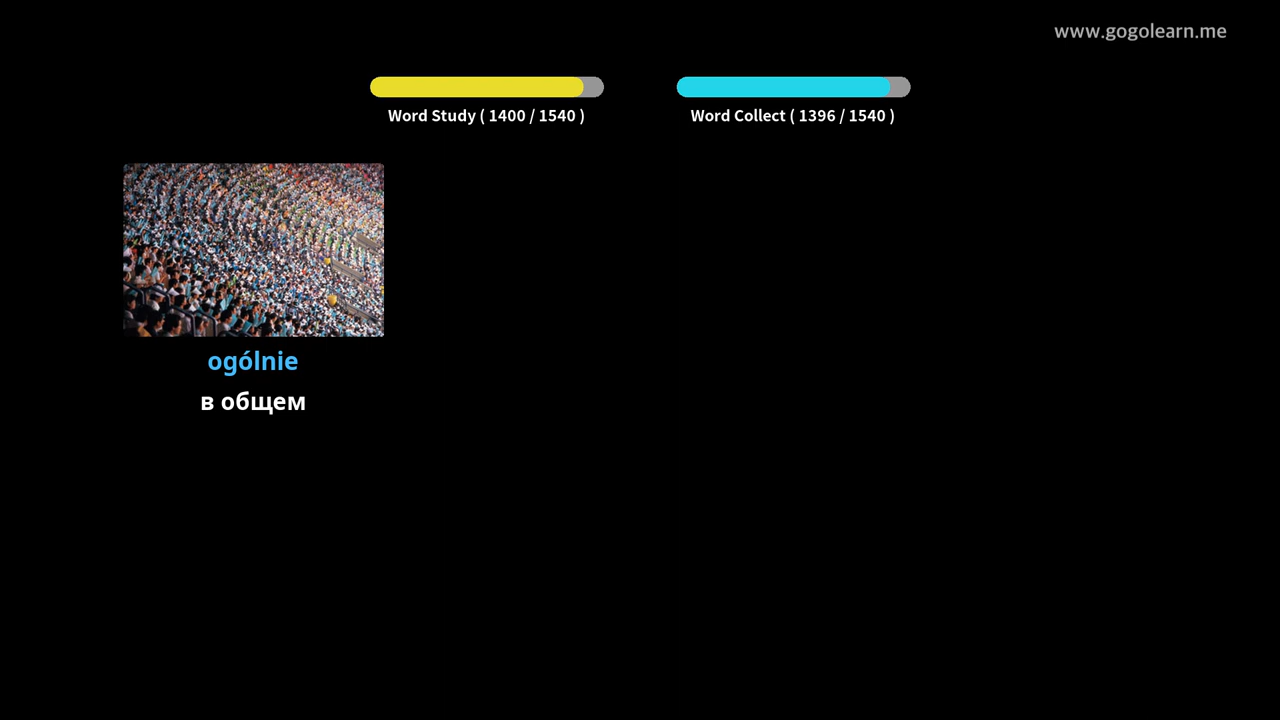 www.gogolearn.me
Word Study ( 1400 / 1540 )
Word Collect ( 1396 / 1540 )
ogólnie
в общем